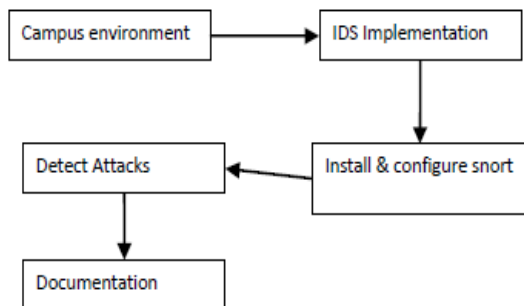 Campus environment
IDS Implementation
Install & configure snort
Detect Attacks
Documentation